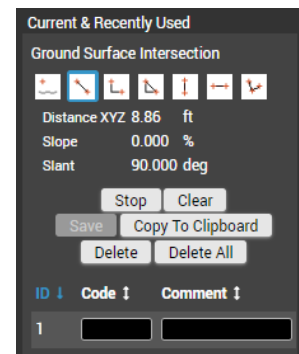 Current & Recently Used
Ground Surface Intersection
Distance XYZ 8.86 ft
Slope 0.000 %
Slant 90.000 deg
Stop Clear
Save Copy To Clipboard
Delete Delete All
ID ↓ Code ↕ Comment ↕
1